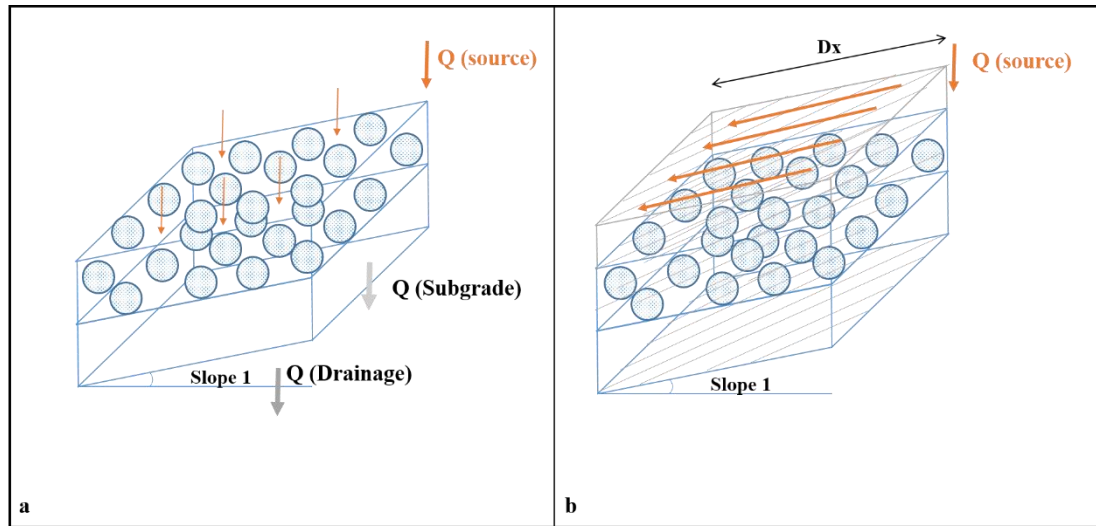 Q (source)
Q (Subgrade)
Slope 1
Q (Drainage)
a
Dx
Q (source)
Slope 1
b